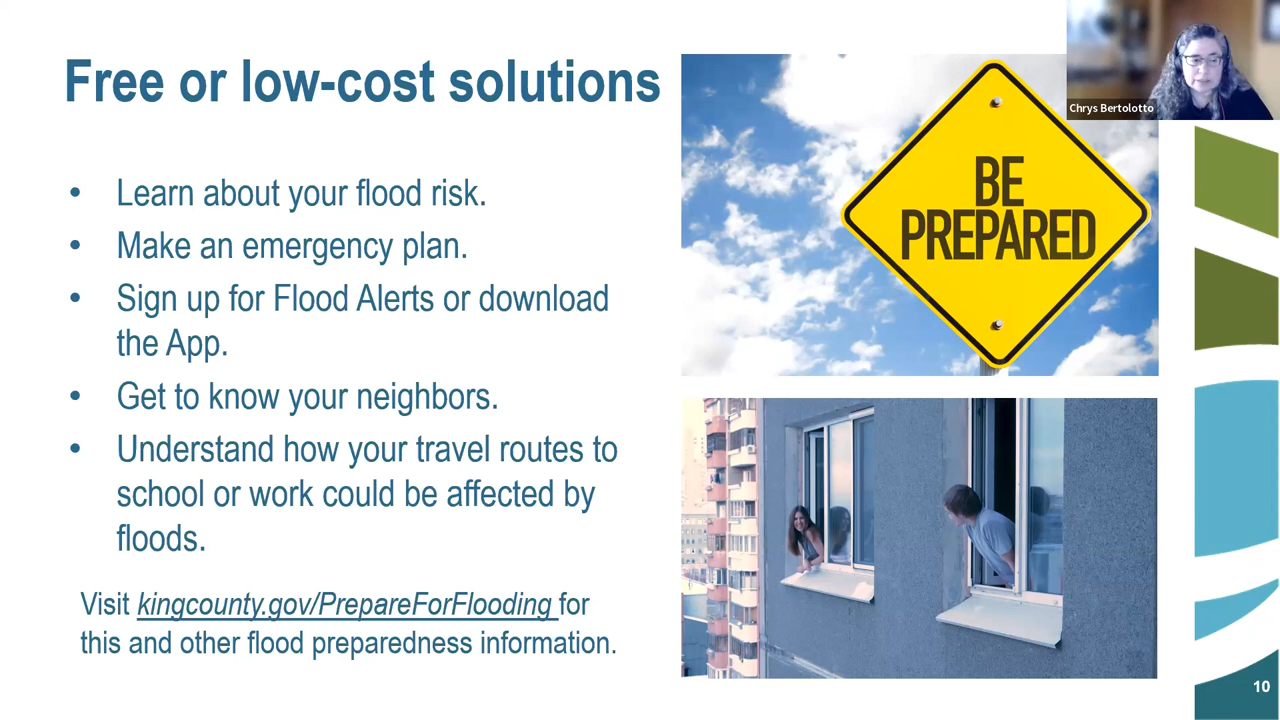 Free or low-cost solutions
• Learn about your flood risk.
• Make an emergency plan.
• Sign up for Flood Alerts or download
the App.
• Get to know your neighbors.
• Understand how your travel routes to
school or work could be affected by
floods.
Visit kingcounty.gov/PrepareForFlooding for
this and other flood preparedness information.
BE
PREPARED
Chrys Bertolotto
10